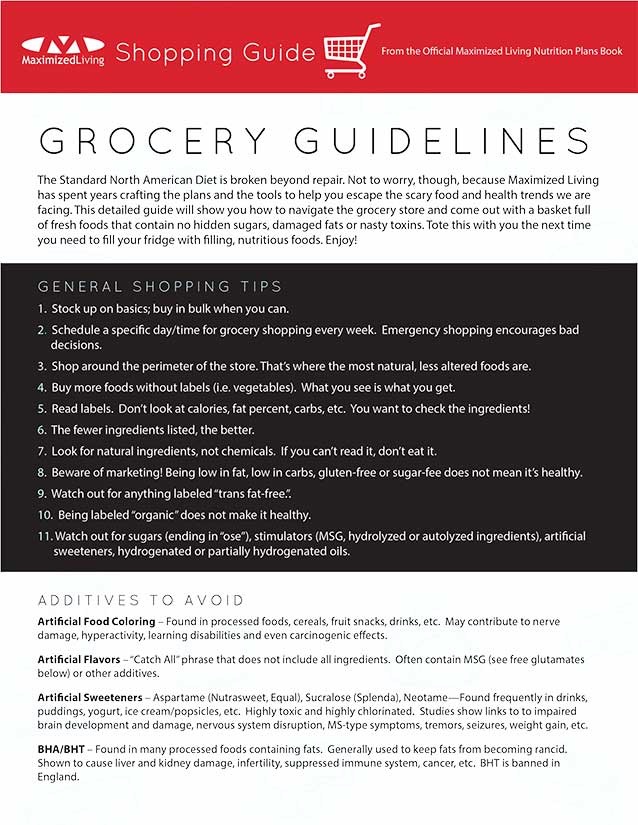 MaximizedLiving Shopping Guide From the Official Maximized Living Nutrition Plans Book
GROCERY GUIDELINES
The Standard North American Diet is broken beyond repair. Not to worry, though, because Maximized Living
has spent years crafting the plans and the tools to help you escape the scary food and health trends we are
facing. This detailed guide will show you how to navigate the grocery store and come out with a basket full
of fresh foods that contain no hidden sugars, damaged fats or nasty toxins. Tote this with you the next time
you need to fill your fridge with filling, nutritious foods. Enjoy!
GENERAL SHOPPING TIPS
1. Stock up on basics; buy in bulk when you can.
2. Schedule a specific day/time for grocery shopping every week. Emergency shopping encourages bad
decisions.
3. Shop around the perimeter of the store. That's where the most natural, less altered foods are.
4. Buy more foods without labels (i.e. vegetables). What you see is what you get.
5. Read labels. Don't look at calories, fat percent, carbs, etc. You want to check the ingredients!
6. The fewer ingredients listed, the better.
7. Look for natural ingredients, not chemicals. If you can't read it, don't eat it.
8. Beware of marketing! Being low in fat, low in carbs, gluten-free or sugar-fee does not mean it's healthy.
9. Watch out for anything labeled "trans fat-free.".
10. Being labeled "organic" does not make it healthy.
11. Watch out for sugars (ending in "ose"), stimulators (MSG, hydrolyzed or autolyzed ingredients), artificial
sweeteners, hydrogenated or partially hydrogenated oils.
ADDITIVES TO AVOID
Artificial Food Coloring – Found in processed foods, cereals, fruit snacks, drinks, etc. May contribute to nerve
damage, hyperactivity, learning disabilities and even carcinogenic effects.
Artificial Flavors – "Catch All" phrase that does not include all ingredients. Often contain MSG (see free glutamates
below) or other additives.
Artificial Sweeteners – Aspartame (Nutrasweet, Equal), Sucralose (Splenda), Neotame—Found frequently in drinks,
puddings, yogurt, ice cream/popsicles, etc. Highly toxic and highly chlorinated. Studies show links to to impaired
brain development and damage, nervous system disruption, MS-type symptoms, tremors, seizures, weight gain, etc.
BHA/BHT – Found in many processed foods containing fats. Generally used to keep fats from becoming rancid.
Shown to cause liver and kidney damage, infertility, suppressed immune system, cancer, etc. BHT is banned in
England.